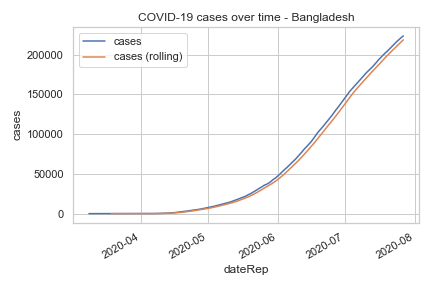 COVID-19 cases over time - Bangladesh
cases
cases (rolling)
200000
150000
100000
50000
0
cases
2020-04
2020-05
2020-06
2020-07
2020-08
dateRep